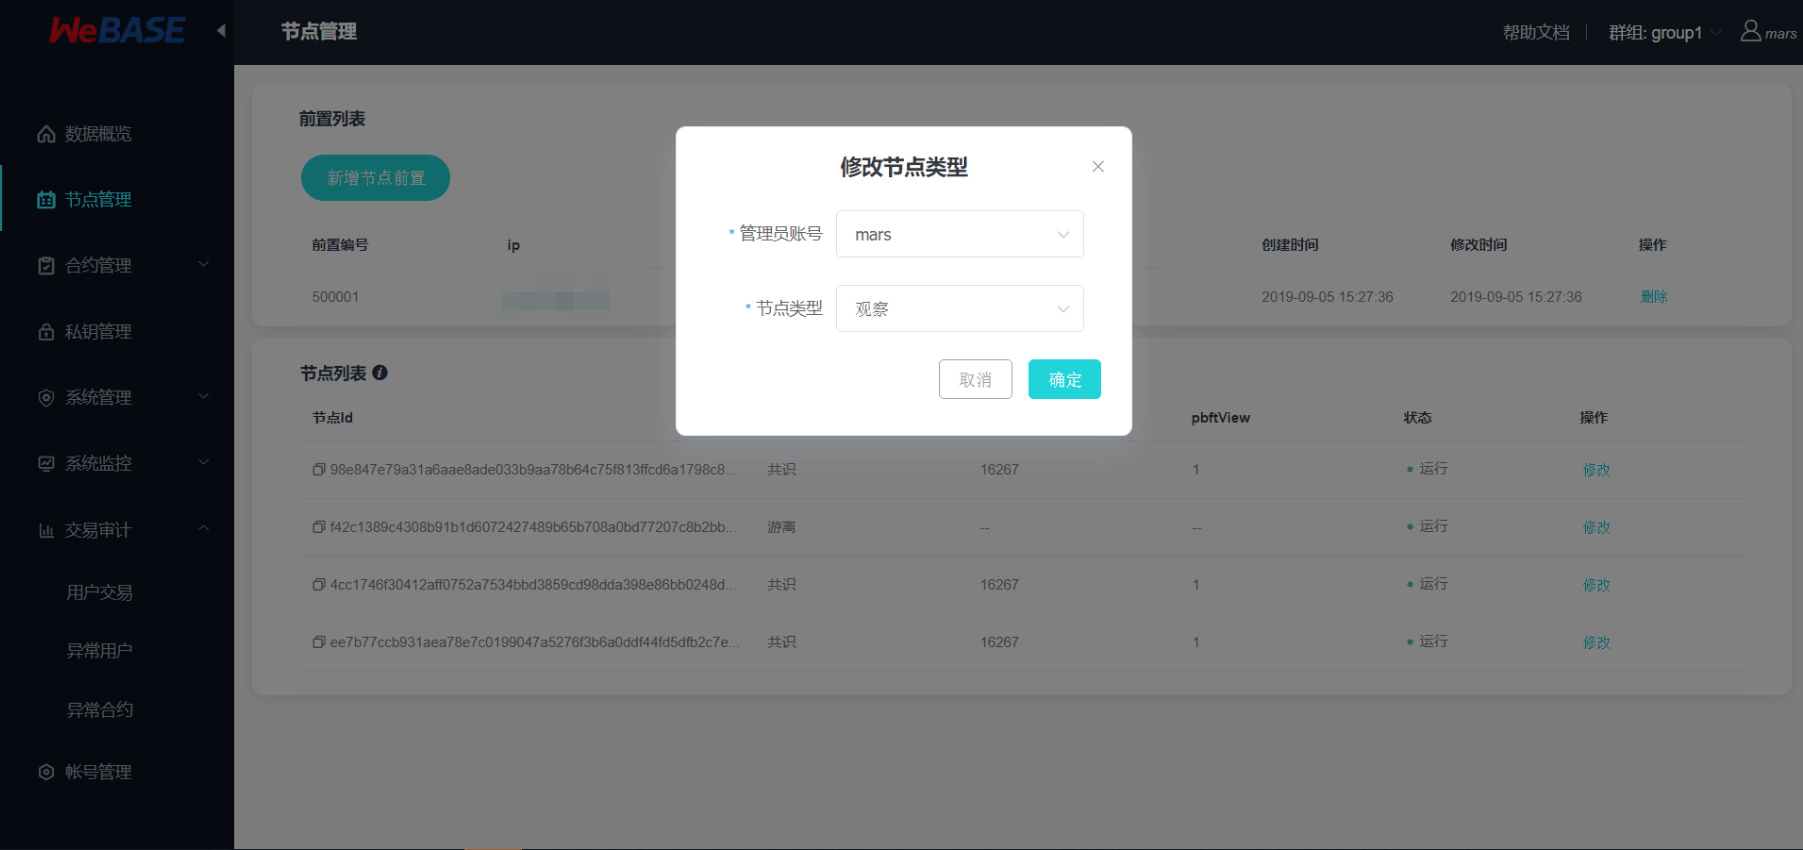 WeBASE
节点管理
帮助文档
群组: group1
mars
数据概览
节点管理
合约管理
私钥管理
系统管理
系统监控
交易审计
用户交易
异常用户
异常合约
帐号管理
前置列表
新增节点前置
前置编号 ip 创建时间 修改时间 操作
500001 2019-09-05 15:27:36 2019-09-05 15:27:36 删除
修改节点类型
* 管理员账号 mars
* 节点类型 观察
取消 确定
节点列表
节点Id pbftView 状态 操作
98e847e79a31a6aae8ade033b9aa78b64c75f813ffcd6a1798c8... 共识 16267 1 运行 修改
f42c1389c4308b91b1d6072427489b65b708a0bd77207c8b2bb... 游离 -- -- 运行 修改
4cc1746f30412aff0752a7534bbd3859cd98dda398e86bb0248d... 共识 16267 1 运行 修改
ee7b77ccb931aea78e7c0199047a5276f3b6a0ddf44fd5dfb2c7e... 共识 16267 1 运行 修改